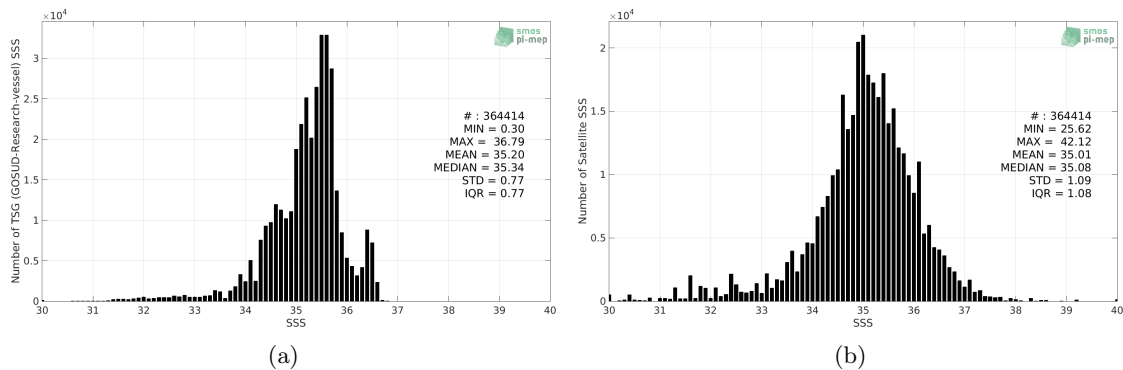 ×10⁴
smos
pi-mep
Number of TSG (GOSUD-Research-vessel) SSS
3
2.5
2
1.5
1
0.5
0
# : 364414
MIN = 0.30
MAX = 36.79
MEAN = 35.20
MEDIAN = 35.34
STD = 0.77
IQR = 0.77
30 31 32 33 34 35 36 37 38 39 40
SSS
(a)
×10⁴
smos
pi-mep
Number of Satellite SSS
2
1.5
1
0.5
0
# : 364414
MIN = 25.62
MAX = 42.12
MEAN = 35.01
MEDIAN = 35.08
STD = 1.09
IQR = 1.08
30 31 32 33 34 35 36 37 38 39 40
SSS
(b)